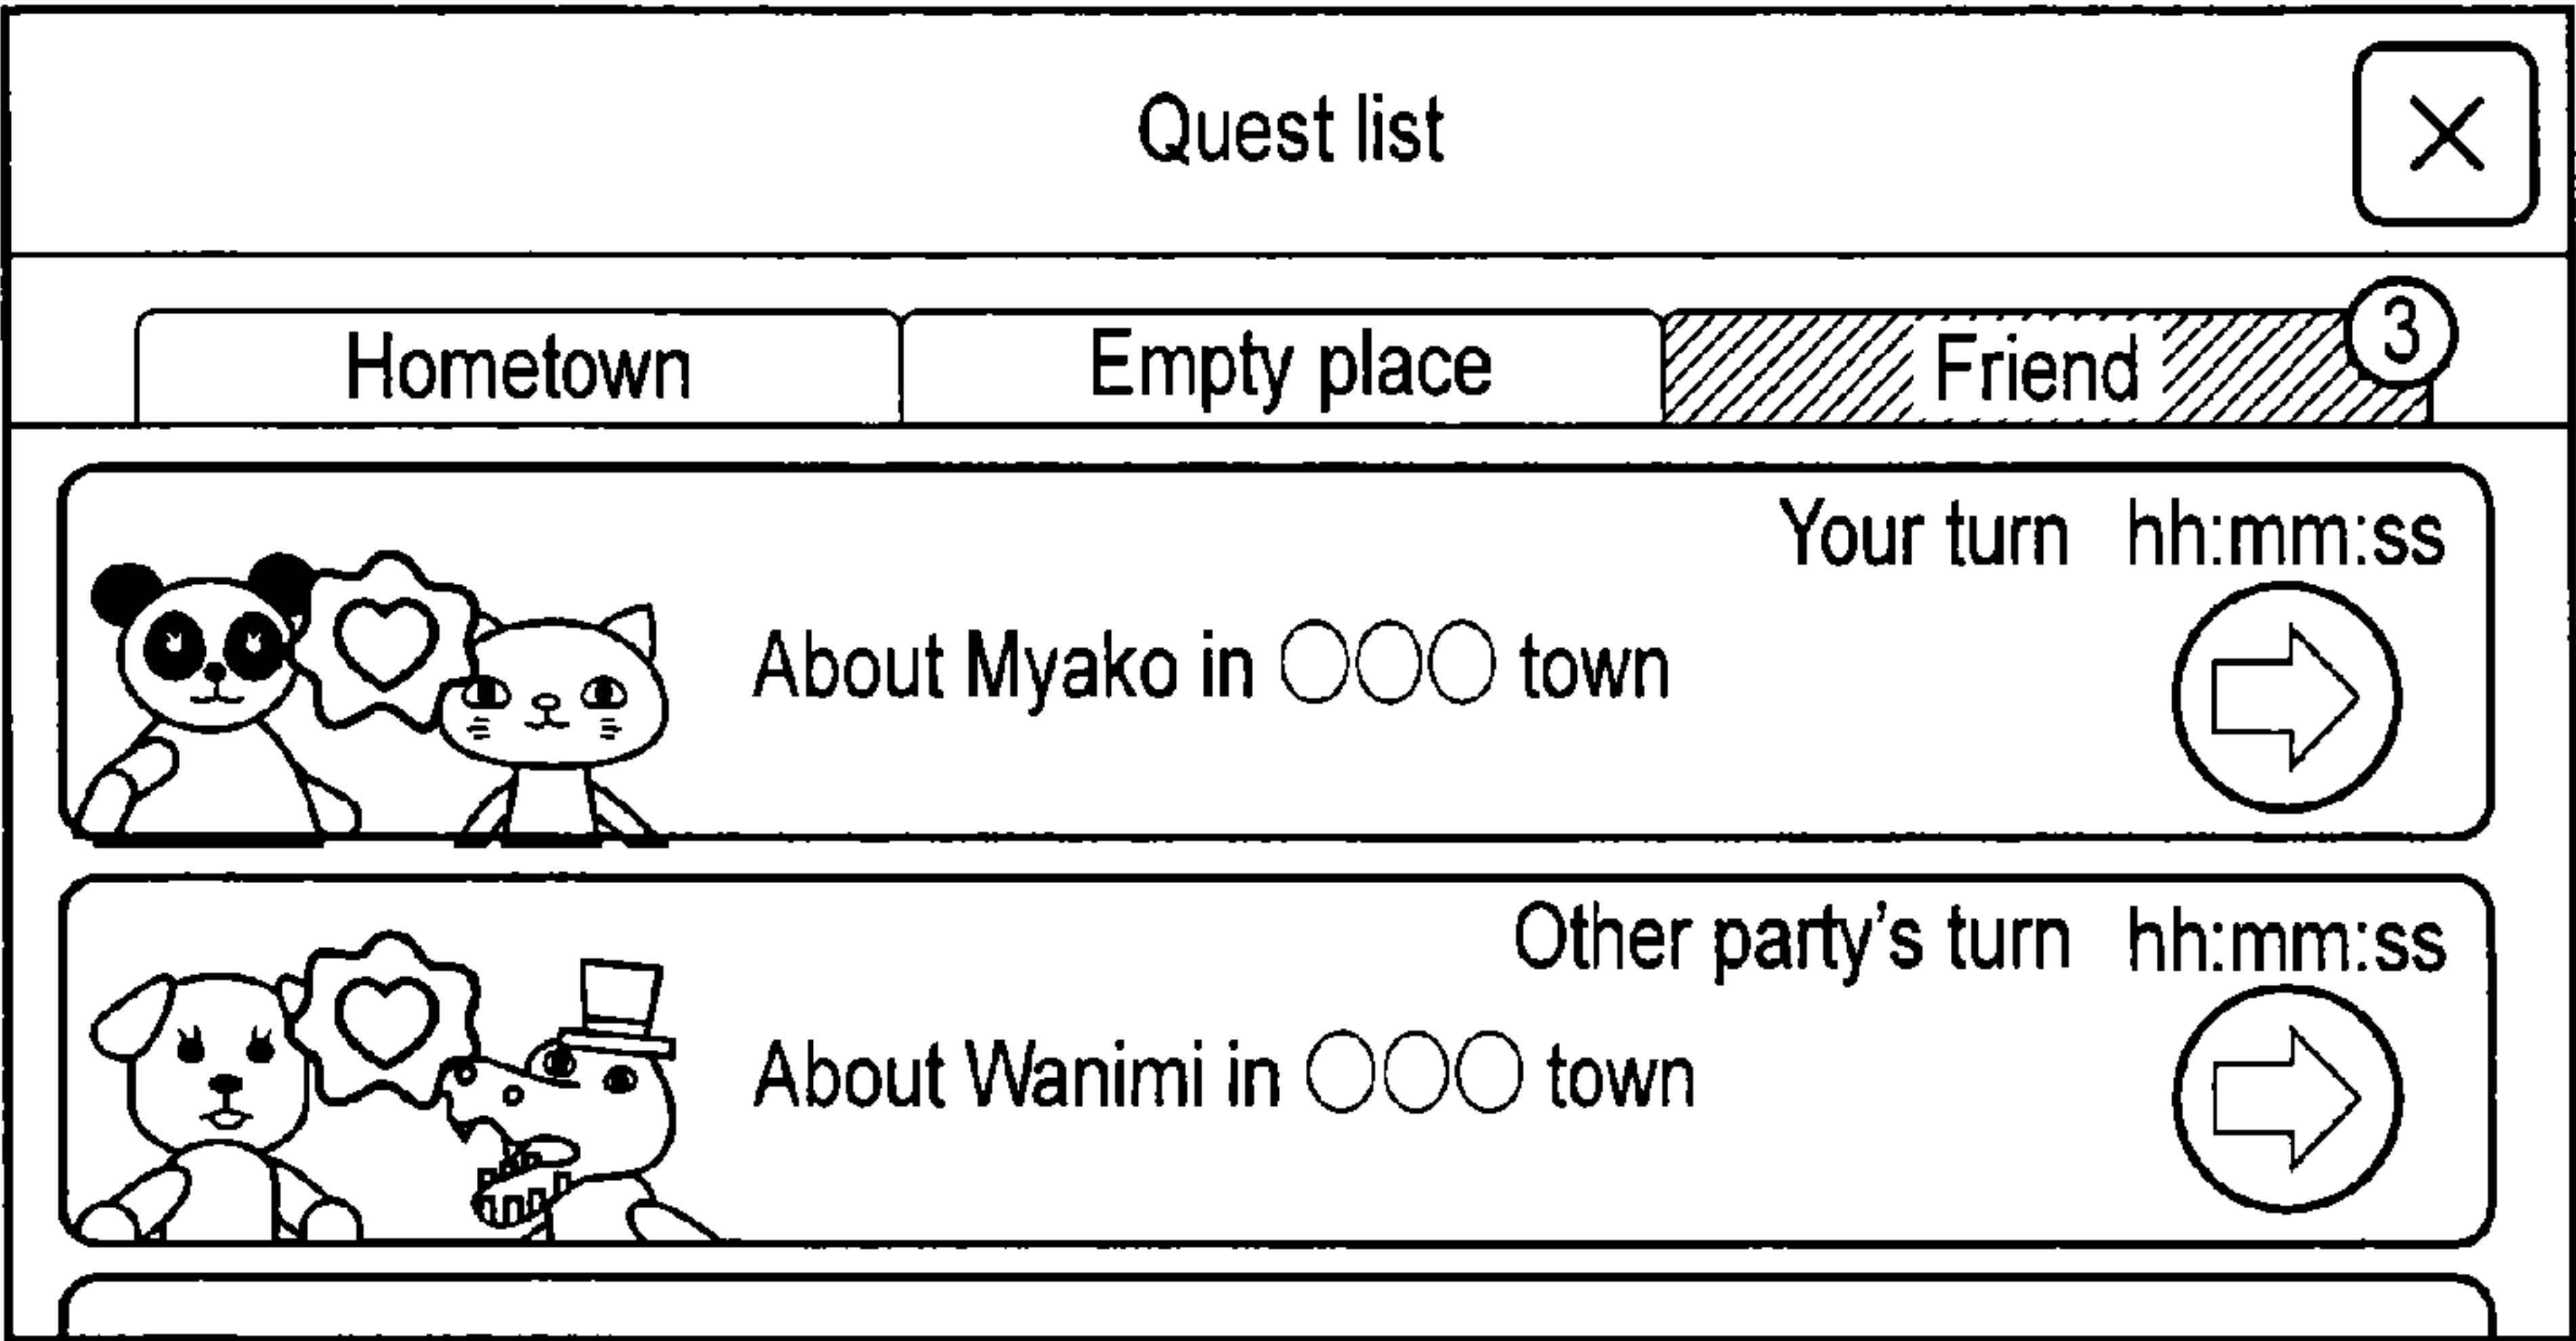 Quest list
×
Hometown
Empty place
Friend
3
Your turn hh:mm:ss
About Myako in ○○○ town
Other party's turn hh:mm:ss
About Wanimi in ○○○ town